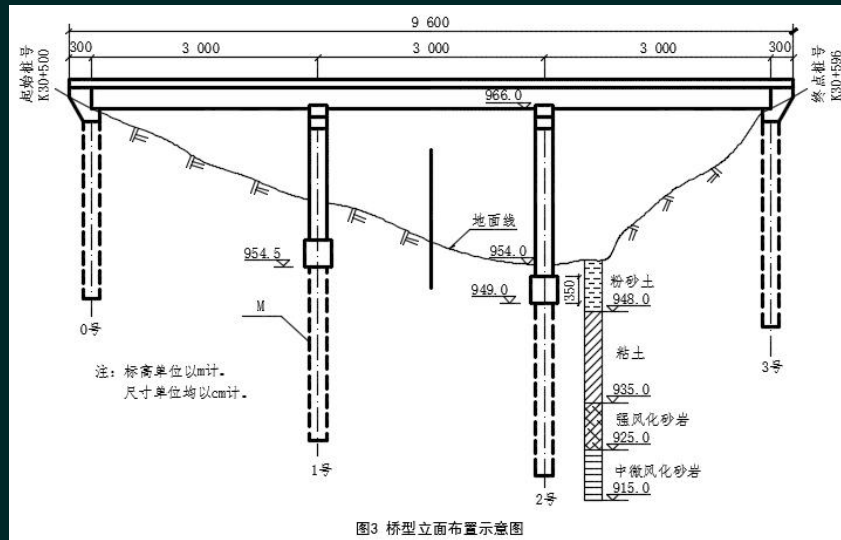 9 600
300
3 000
3 000
3 000
300
起始桩号
K30+500
终点桩号
K30+596
966.0
地面线
954.5
954.0
949.0
350
粉砂土
948.0
M
0号
粘土
3号
注：标高单位以m计。
尺寸单位均以cm计。
935.0
强风化砂岩
925.0
1号
中微风化砂岩
2号
915.0
图3 桥型立面布置示意图